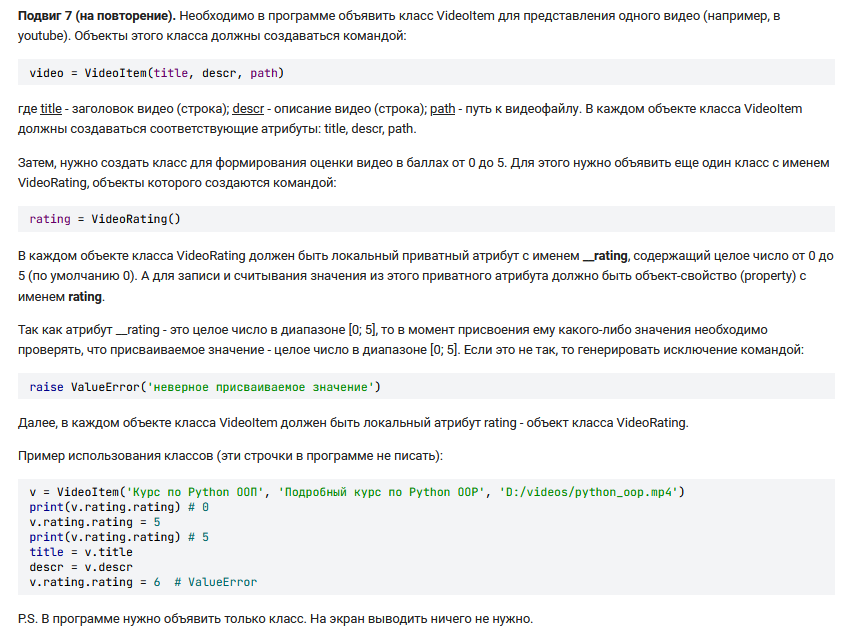 Подвиг 7 (на повторение). Необходимо в программе объявить класс VideoItem для представления одного видео (например, в
youtube). Объекты этого класса должны создаваться командой:
video = VideoItem(title, descr, path)
где title - заголовок видео (строка); descr - описание видео (строка); path - путь к видеофайлу. В каждом объекте класса VideoItem
должны создаваться соответствующие атрибуты: title, descr, path.
Затем, нужно создать класс для формирования оценки видео в баллах от 0 до 5. Для этого нужно объявить еще один класс с именем
VideoRating, объекты которого создаются командой:
rating = VideoRating()
В каждом объекте класса VideoRating должен быть локальный приватный атрибут с именем __rating, содержащий целое число от 0 до
5 (по умолчанию 0). А для записи и считывания значения из этого приватного атрибута должно быть объект-свойство (property) с
именем rating.
Так как атрибут __rating - это целое число в диапазоне [0; 5], то в момент присвоения ему какого-либо значения необходимо
проверять, что присваиваемое значение - целое число в диапазоне [0; 5]. Если это не так, то генерировать исключение командой:
raise ValueError('неверное присваиваемое значение')
Далее, в каждом объекте класса VideoItem должен быть локальный атрибут rating - объект класса VideoRating.
Пример использования классов (эти строчки в программе не писать):
v = VideoItem('Курс по Python ООП', 'Подробный курс по Python ООР', 'D:/videos/python_oop.mp4')
print(v.rating.rating) # 0
v.rating.rating = 5
print(v.rating.rating) # 5
title = v.title
descr = v.descr
v.rating.rating = 6  # ValueError
P.S. В программе нужно объявить только класс. На экран выводить ничего не нужно.